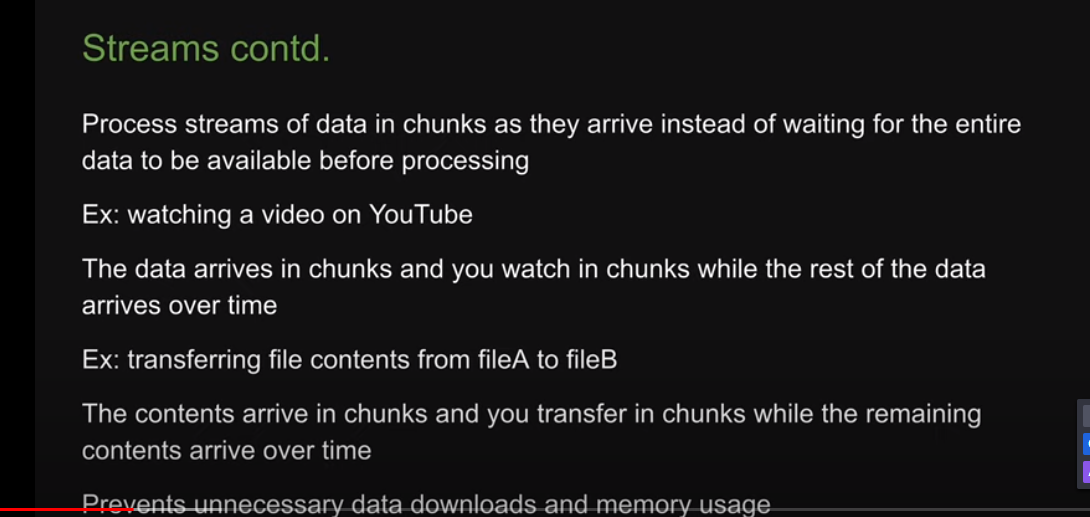 Streams contd.
Process streams of data in chunks as they arrive instead of waiting for the entire
data to be available before processing
Ex: watching a video on YouTube
The data arrives in chunks and you watch in chunks while the rest of the data
arrives over time
Ex: transferring file contents from fileA to fileB
The contents arrive in chunks and you transfer in chunks while the remaining
contents arrive over time
Prevents unnecessary data downloads and memory usage